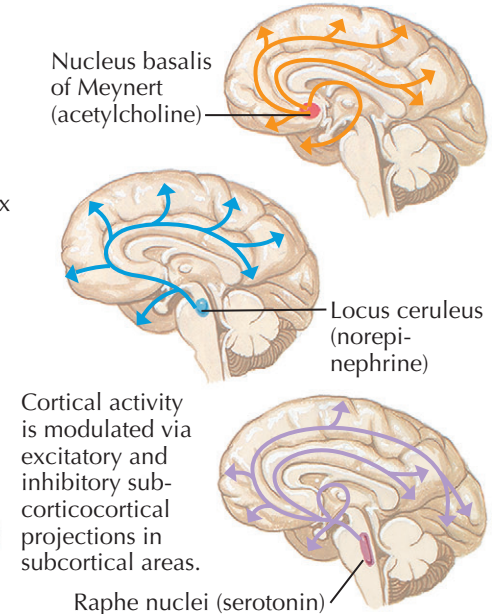 Nucleus basalis
of Meynert
(acetylcholine)
x
Locus ceruleus
(norepi-
nephrine)
Cortical activity
is modulated via
excitatory and
inhibitory sub-
corticocortical
projections in
subcortical areas.
Raphe nuclei (serotonin)